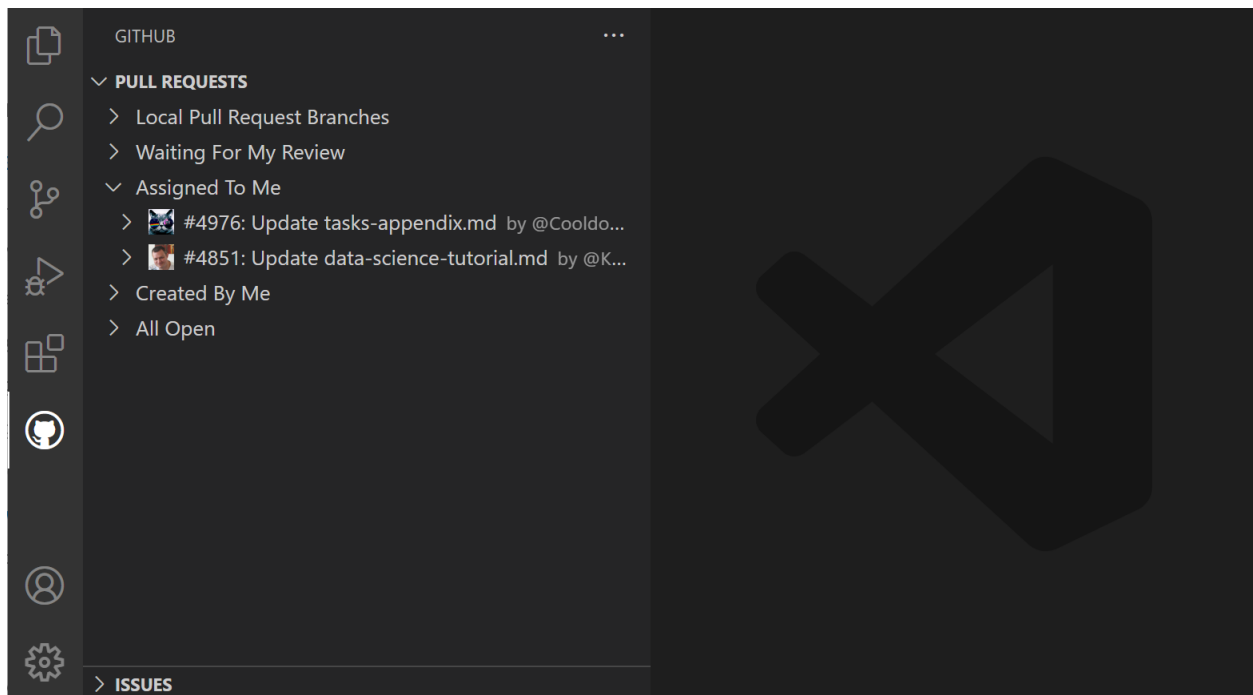 GITHUB
PULL REQUESTS
Local Pull Request Branches
Waiting For My Review
Assigned To Me
#4976: Update tasks-appendix.md by @Cooldo...
#4851: Update data-science-tutorial.md by @K...
Created By Me
All Open
ISSUES